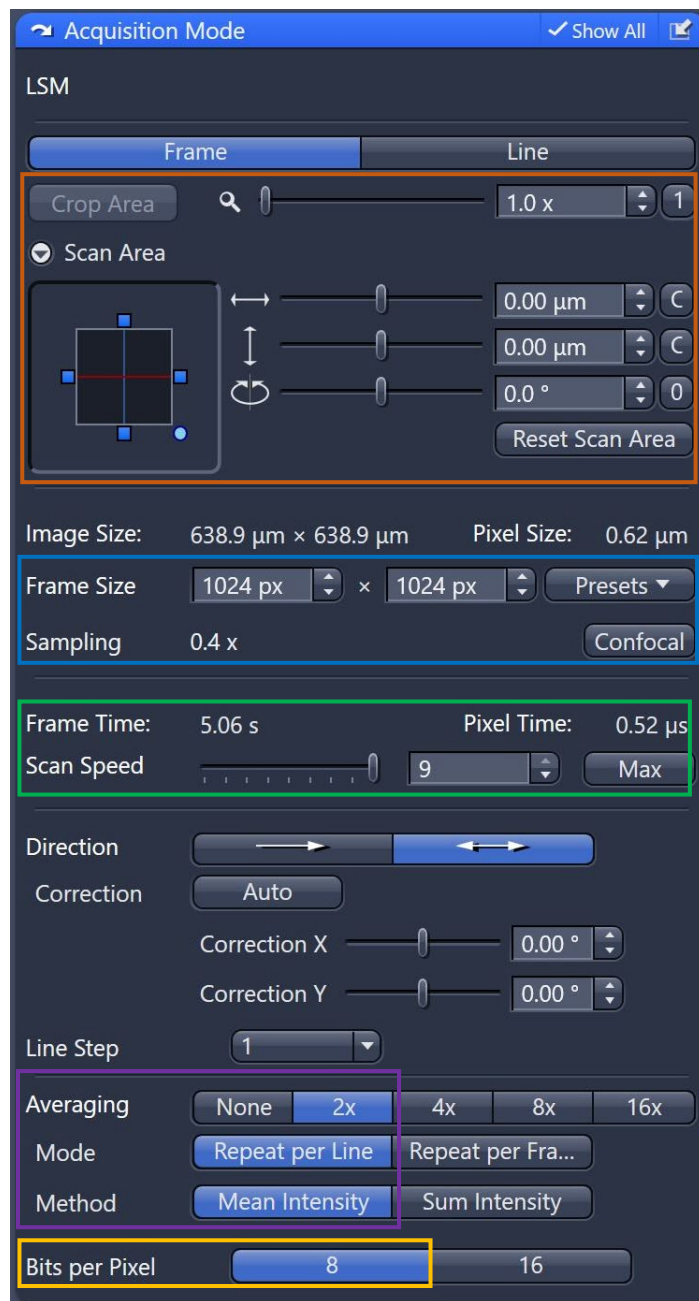 Acquisition Mode Show All
LSM
Frame Line
Crop Area 1.0 x 1
Scan Area
0.00 µm C
0.00 µm C
0.0 ° 0
Reset Scan Area
Image Size: 638.9 µm × 638.9 µm Pixel Size: 0.62 µm
Frame Size 1024 px × 1024 px Presets
Sampling 0.4 x Confocal
Frame Time: 5.06 s Pixel Time: 0.52 µs
Scan Speed 9 Max
Direction
Correction Auto
Correction X 0.00 °
Correction Y 0.00 °
Line Step 1
Averaging None 2x 4x 8x 16x
Mode Repeat per Line Repeat per Fra...
Method Mean Intensity Sum Intensity
Bits per Pixel 8 16